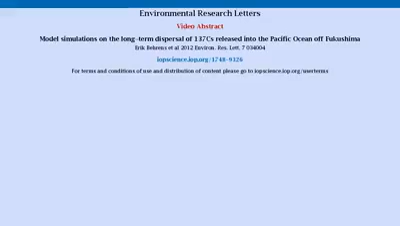 Environmental Research Letters
Video Abstract
Model simulations on the long-term dispersal of 137Cs released into the Pacific Ocean off Fukushima
Erik Behrens et al 2012 Environ. Res. Lett. 7 034004
iopscience.iop.org/1748-9326
For terms and conditions of use and distribution of content please go to iopscience.iop.org/userterms